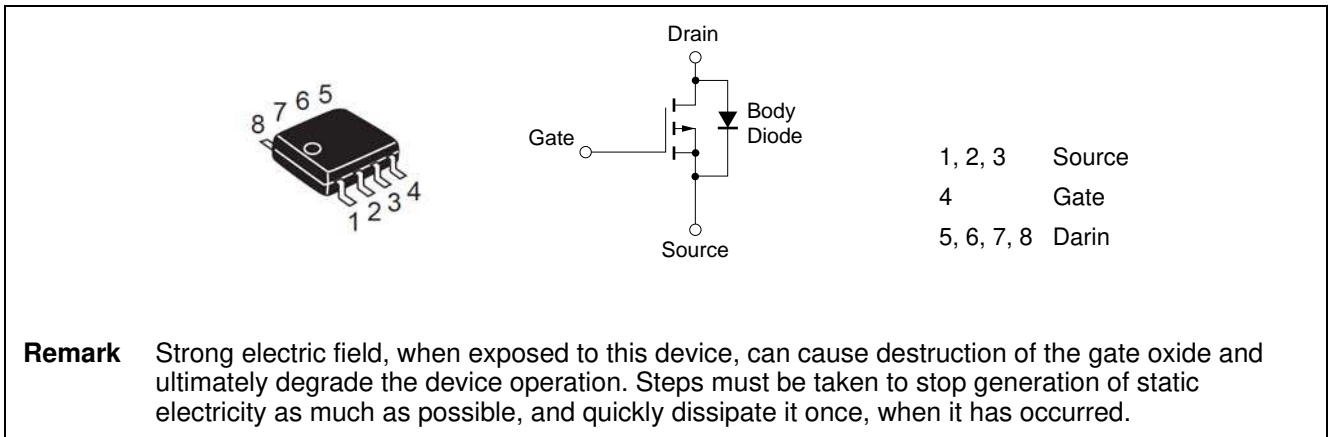 8 7 6 5
1 2 3 4
Drain
Gate
Body
Diode
Source
1, 2, 3 Source
4 Gate
5, 6, 7, 8 Darin
Remark Strong electric field, when exposed to this device, can cause destruction of the gate oxide and
ultimately degrade the device operation. Steps must be taken to stop generation of static
electricity as much as possible, and quickly dissipate it once, when it has occurred.